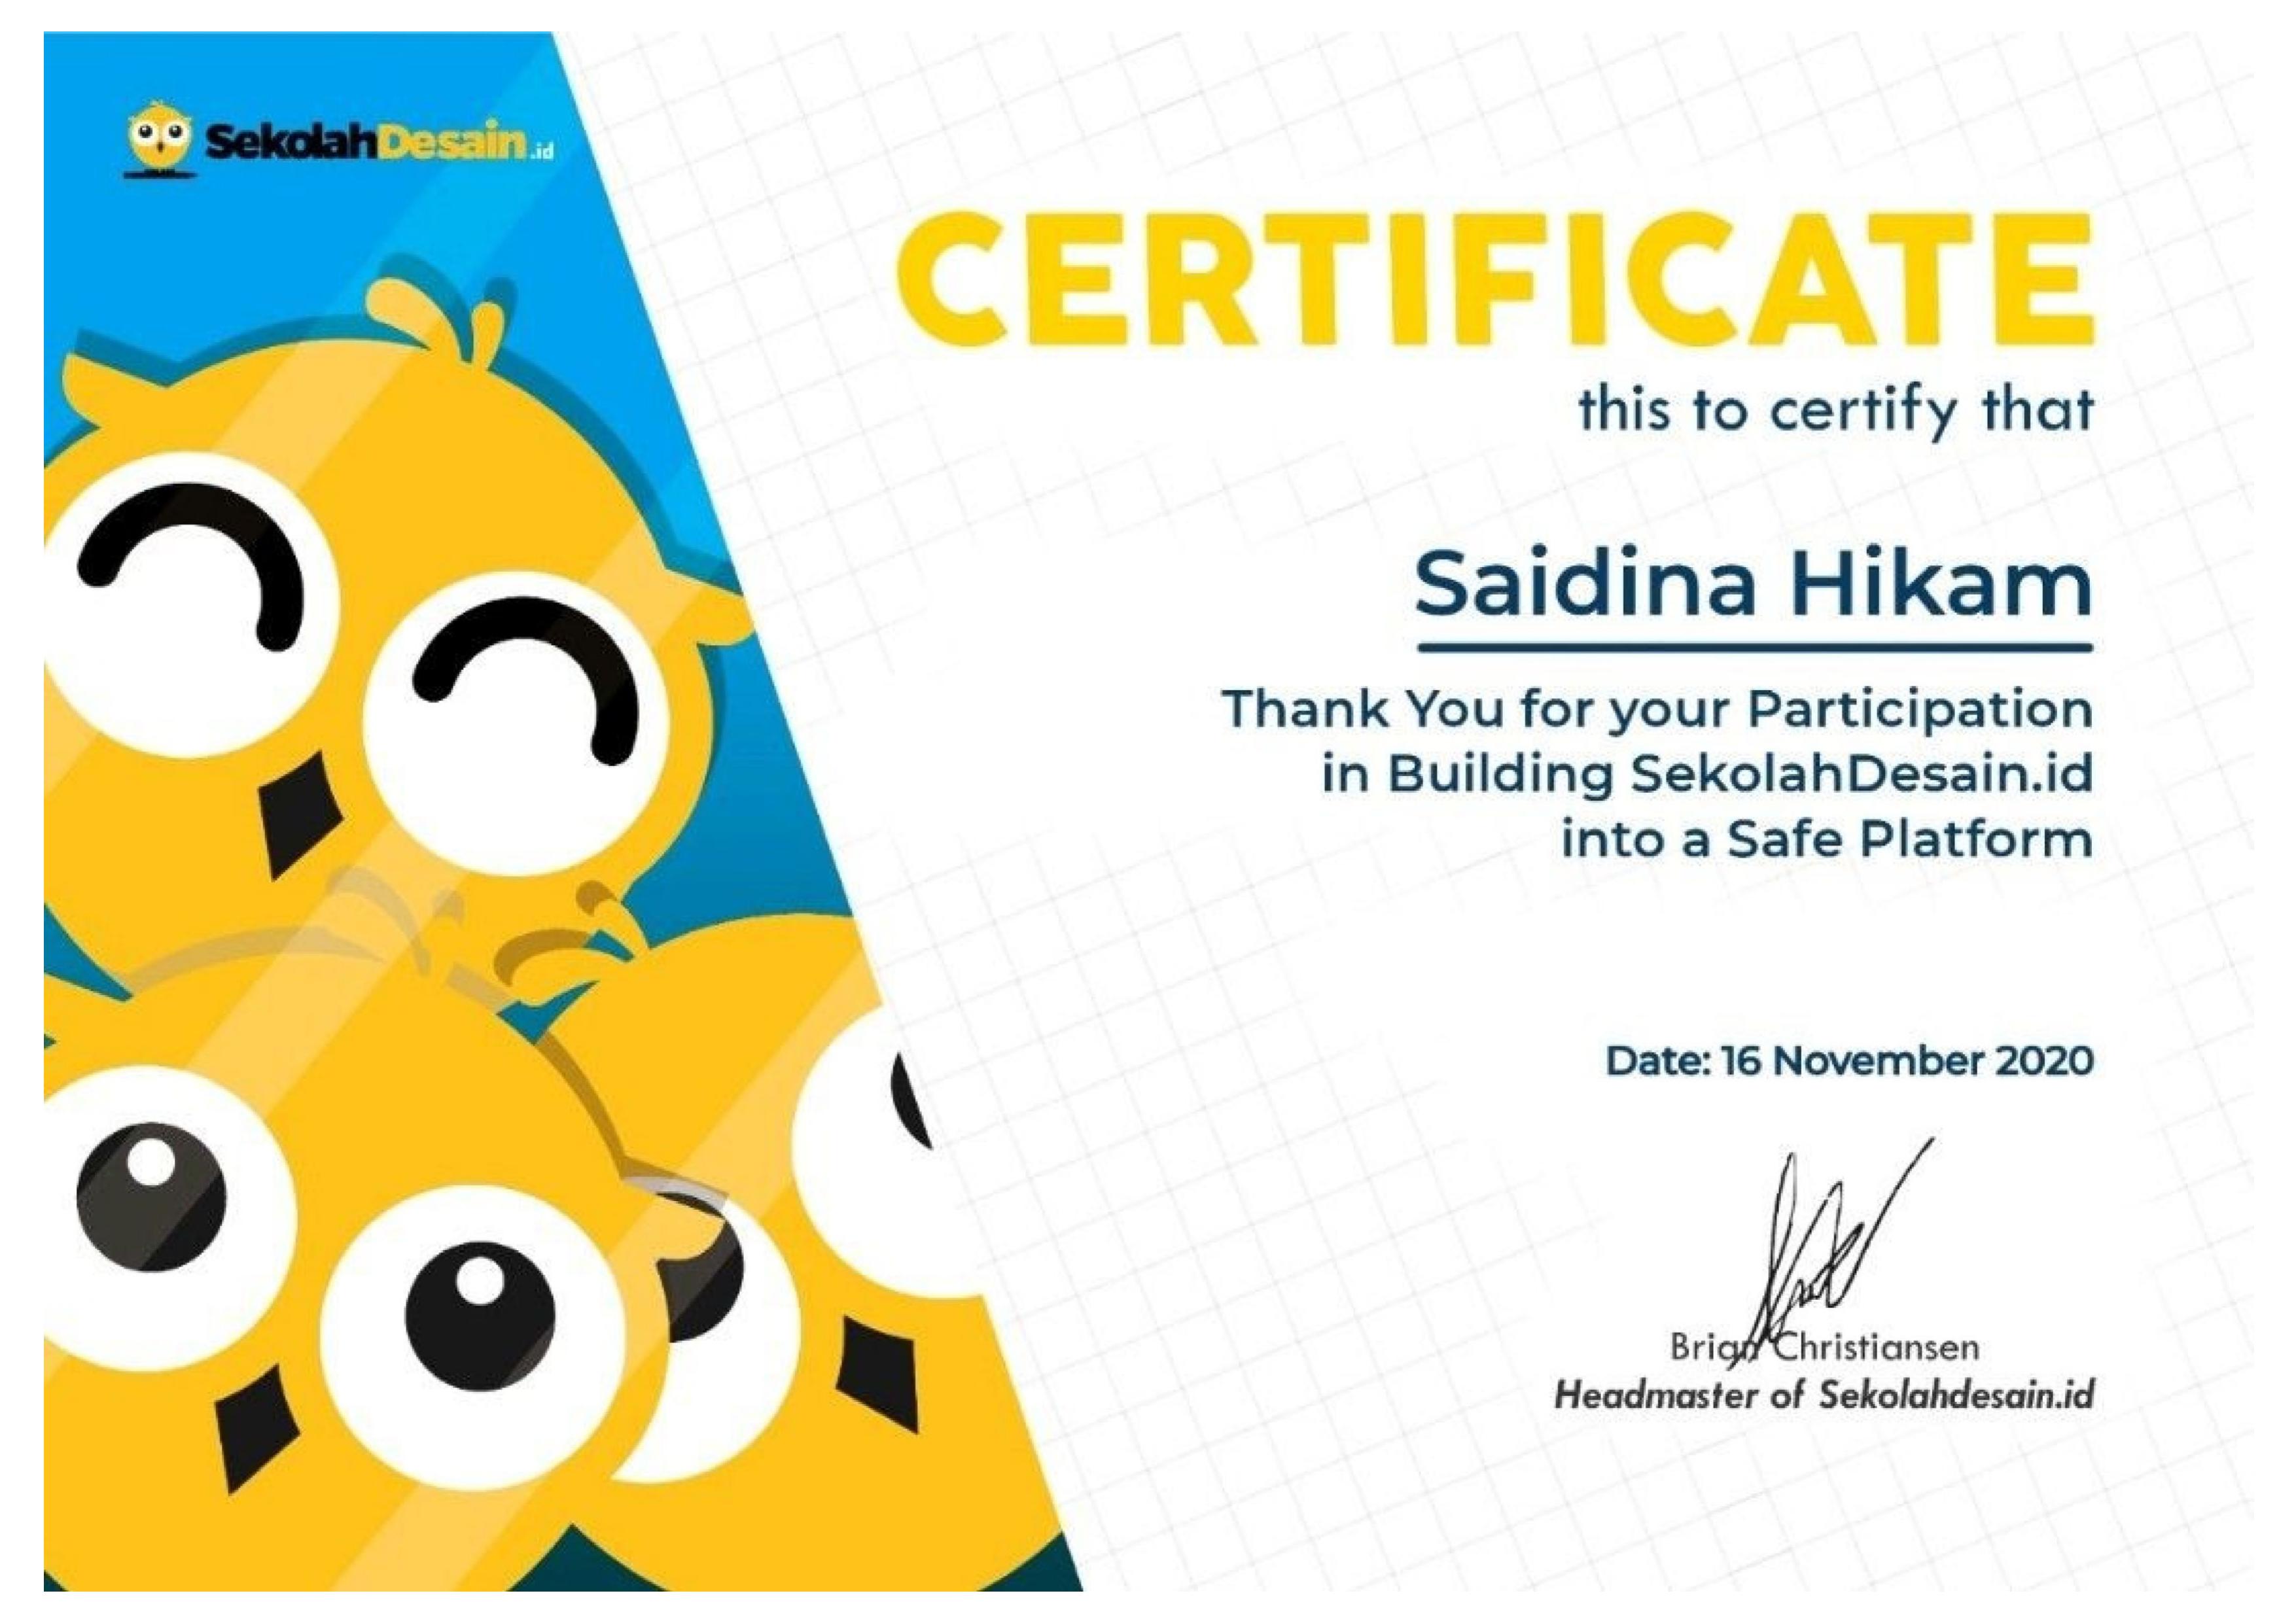 SekolahDesain.id
CERTIFICATE
this to certify that
Saidina Hikam
Thank You for your Participation
in Building SekolahDesain.id
into a Safe Platform
Date: 16 November 2020
Brian Christiansen
Headmaster of Sekolahdesain.id